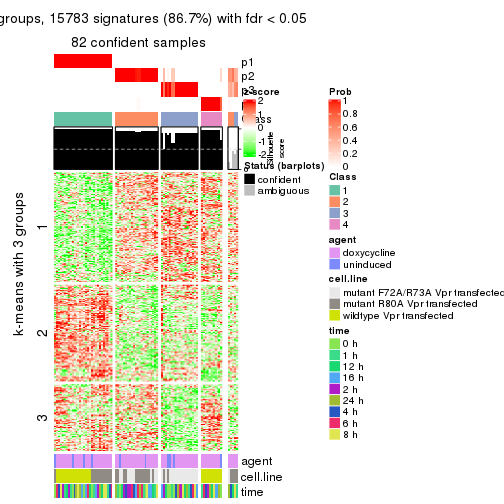 groups, 15783 signatures (86.7%) with fdr < 0.05
82 confident samples
p1
p2
p3
class
k-means with 3 groups
1
2
3
agent
cell.line
time
z-score
2
1
0
-1
-2
silhouette
score
Status (barplots)
confident
ambiguous
Prob
1
0.8
0.6
0.4
0.2
0
Class
1
2
3
4
agent
doxycycline
uninduced
cell.line
mutant F72A/R73A Vpr transfected
mutant R80A Vpr transfected
wildtype Vpr transfected
time
0 h
1 h
12 h
16 h
2 h
24 h
4 h
6 h
8 h